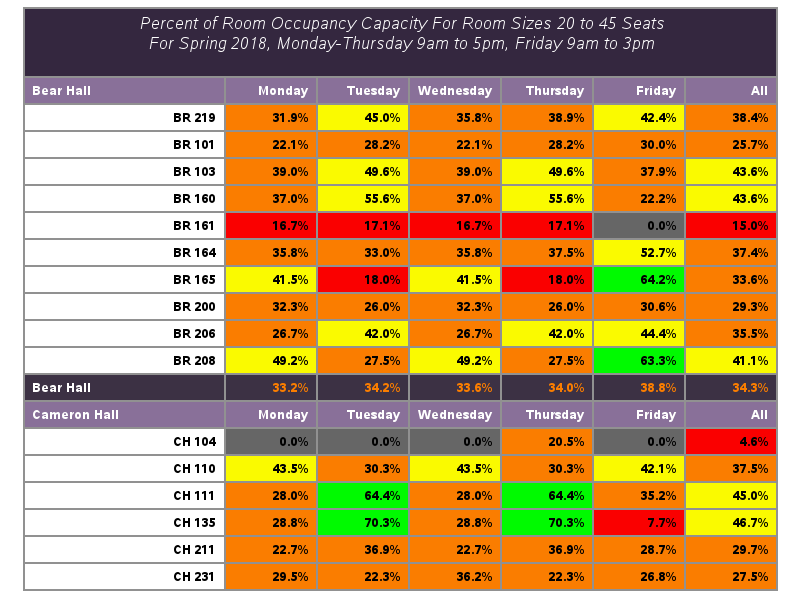 Percent of Room Occupancy Capacity For Room Sizes 20 to 45 Seats
For Spring 2018, Monday-Thursday 9am to 5pm, Friday 9am to 3pm
Bear Hall Monday Tuesday Wednesday Thursday Friday All
BR 219 31.9% 45.0% 35.8% 38.9% 42.4% 38.4%
BR 101 22.1% 28.2% 22.1% 28.2% 30.0% 25.7%
BR 103 39.0% 49.6% 39.0% 49.6% 37.9% 43.6%
BR 160 37.0% 55.6% 37.0% 55.6% 22.2% 43.6%
BR 161 16.7% 17.1% 16.7% 17.1% 0.0% 15.0%
BR 164 35.8% 33.0% 35.8% 37.5% 52.7% 37.4%
BR 165 41.5% 18.0% 41.5% 18.0% 64.2% 33.6%
BR 200 32.3% 26.0% 32.3% 26.0% 30.6% 29.3%
BR 206 26.7% 42.0% 26.7% 42.0% 44.4% 35.5%
BR 208 49.2% 27.5% 49.2% 27.5% 63.3% 41.1%
Bear Hall 33.2% 34.2% 33.6% 34.0% 38.8% 34.3%
Cameron Hall Monday Tuesday Wednesday Thursday Friday All
CH 104 0.0% 0.0% 0.0% 20.5% 0.0% 4.6%
CH 110 43.5% 30.3% 43.5% 30.3% 42.1% 37.5%
CH 111 28.0% 64.4% 28.0% 64.4% 35.2% 45.0%
CH 135 28.8% 70.3% 28.8% 70.3% 7.7% 46.7%
CH 211 22.7% 36.9% 22.7% 36.9% 28.7% 29.7%
CH 231 29.5% 22.3% 36.2% 22.3% 26.8% 27.5%